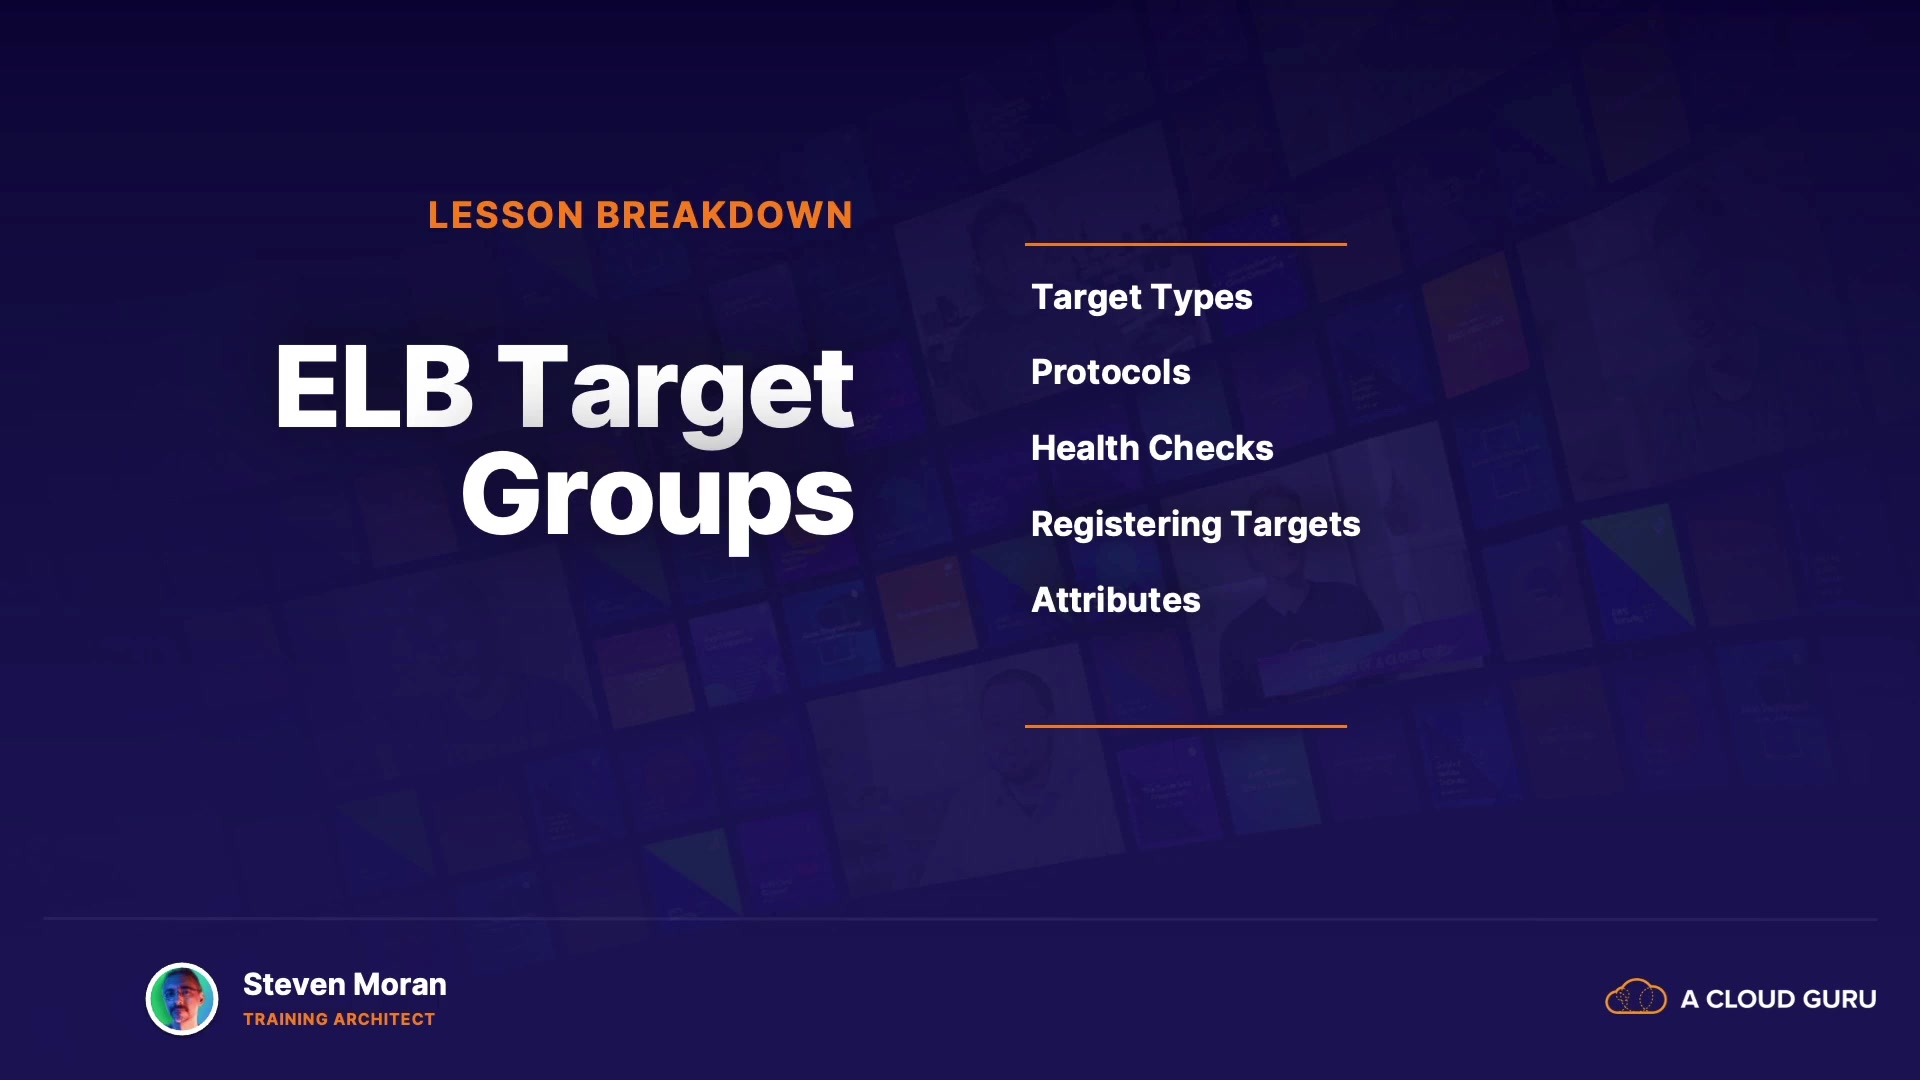 LESSON BREAKDOWN
ELB Target
Groups
Target Types
Protocols
Health Checks
Registering Targets
Attributes
Steven Moran
TRAINING ARCHITECT
A CLOUD GURU